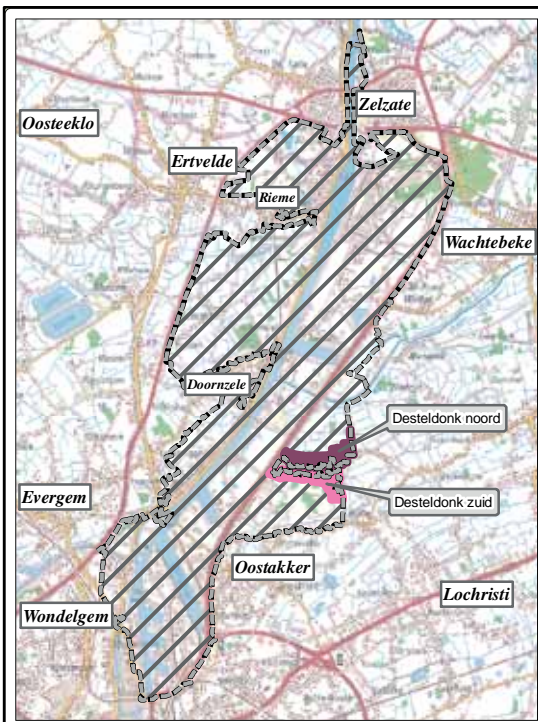 Zelzate
Oosteeklo
Ertvelde
Rieme
Wachtebeke
Doornzele
Desteldonk noord
Evergem
Desteldonk zuid
Oostakker
Lochristi
Wondelgem